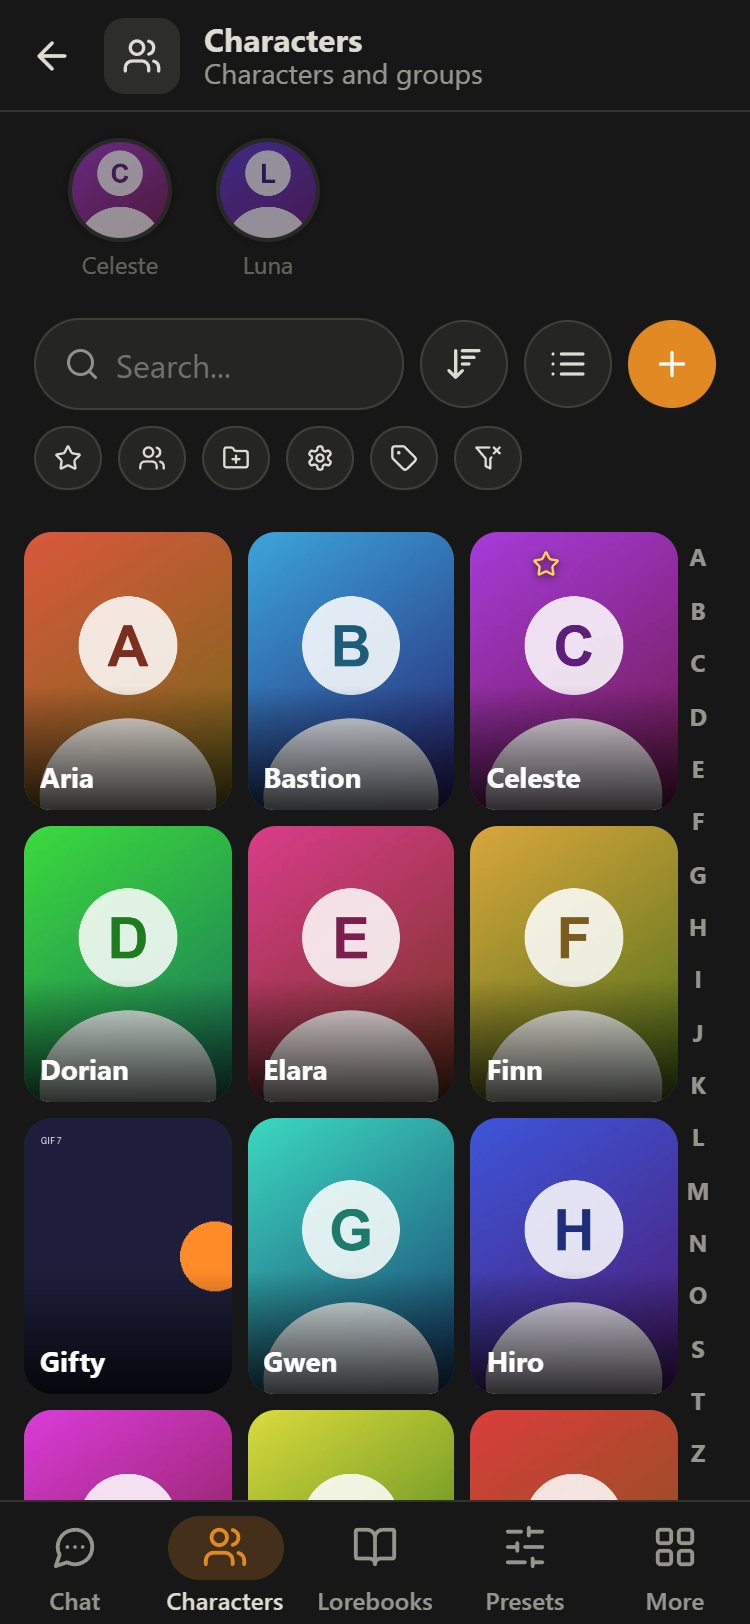 Characters
Characters and groups
C
L
Celeste
Luna
Search...
A
B
C
Aria
Bastion
Celeste
D
E
F
Dorian
Elara
Finn
GIF 7
G
H
Gifty
Gwen
Hiro
A
B
C
D
E
F
G
H
I
J
K
L
M
N
O
S
T
Z
Chat
Characters
Lorebooks
Presets
More